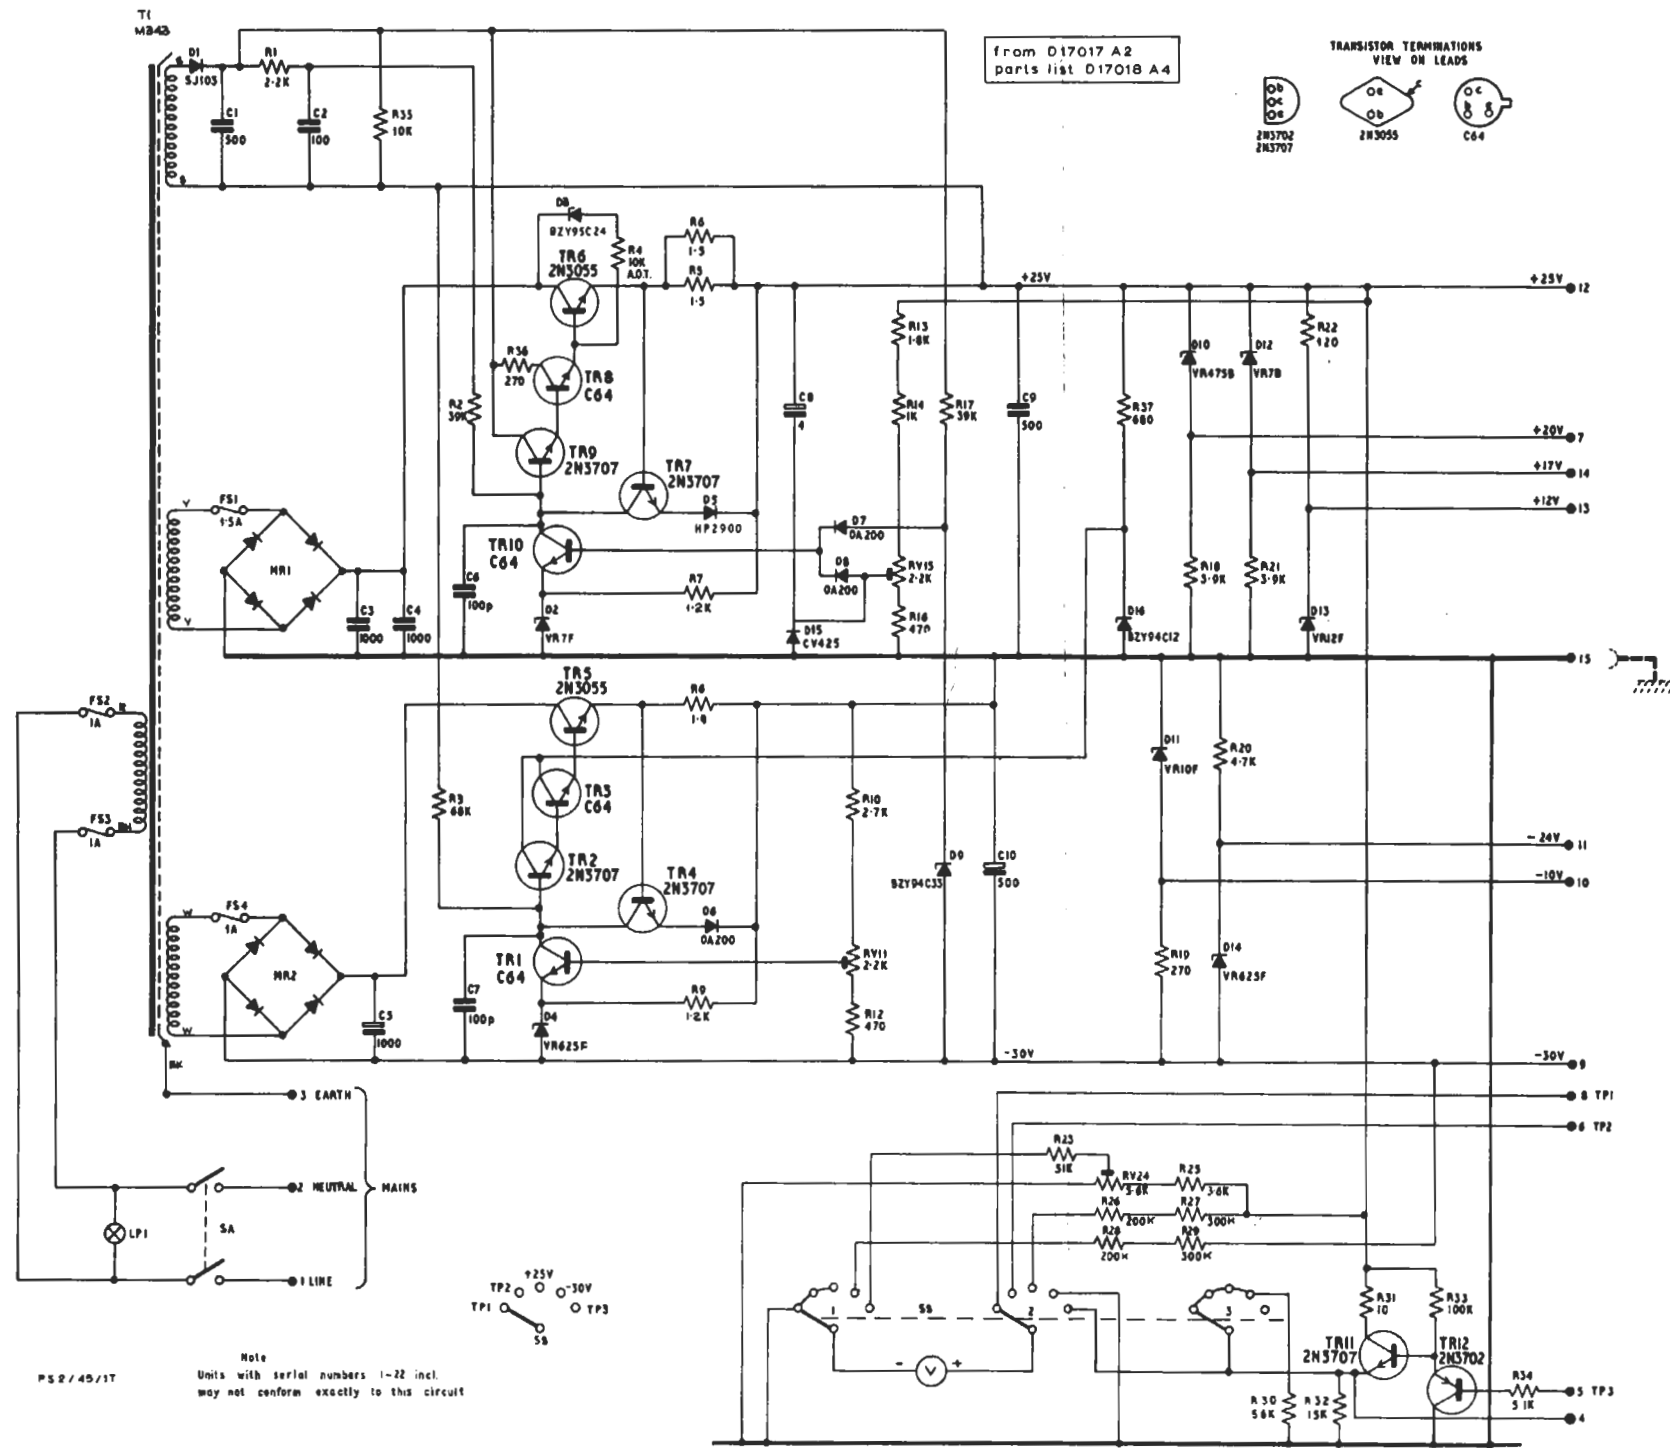 T1
M343
from D17017 A2
parts list D17018 A4
TRANSISTOR TERMINATIONS
VIEW ON LEADS
b
c
e
2N3702
2N3707
e
b
c
2N3055
c
b
e
C64
S
D1
SJ103
R1
2·2K
C1
500
C2
100
R35
10K
S
D3
BZY95C24
R4
10K
A.O.T.
TR6
2N3055
R6
1·5
R5
1·5
+25V
+25V
12
R13
1·8K
R22
120
D10
VR475B
D12
VR7B
R36
270
TR8
C64
R2
39K
C8
4
R14
1K
R17
39K
C9
500
R37
680
+20V
7
TR9
2N3707
TR7
2N3707
+17V
14
D5
HP2900
+12V
13
Y
FS1
1·5A
MR1
Y
C3
1000
C4
1000
TR10
C64
C6
100p
D7
OA200
D8
OA200
RV15
2·2K
R7
1·2K
D2
VR7F
D15
CV425
R16
470
D16
BZY94C12
R18
3·9K
R21
3·9K
D13
VR12F
15
TR5
2N3055
R6
1·8
FS2
1A
FS3
1A
D11
VR10F
R20
4·7K
TR3
C64
R3
68K
R10
2·7K
TR2
2N3707
TR4
2N3707
D9
BZY94C33
C10
500
-24V
11
-10V
10
W
FS4
1A
MR2
W
C5
1000
D6
OA200
TR1
C64
C7
100p
RV11
2·2K
R9
1·2K
D4
VR625F
R12
470
R19
270
D14
VR625F
-30V
-30V
9
3 EARTH
8 TP1
6 TP2
2 NEUTRAL
MAINS
LP1
SA
1 LINE
R23
51K
RV24
5·6K
R25
3·6K
R26
200K
R27
300K
R28
200K
R29
300K
TP1
TP2
+25V
-30V
TP3
SB
1
SB
2
3
- V +
R31
10
R33
100K
TR11
2N3707
TR12
2N3702
R30
56K
R32
15K
R34
5·1K
5 TP3
4
PS2/45/1T
Note
Units with serial numbers 1-22 incl.
may not conform exactly to this circuit